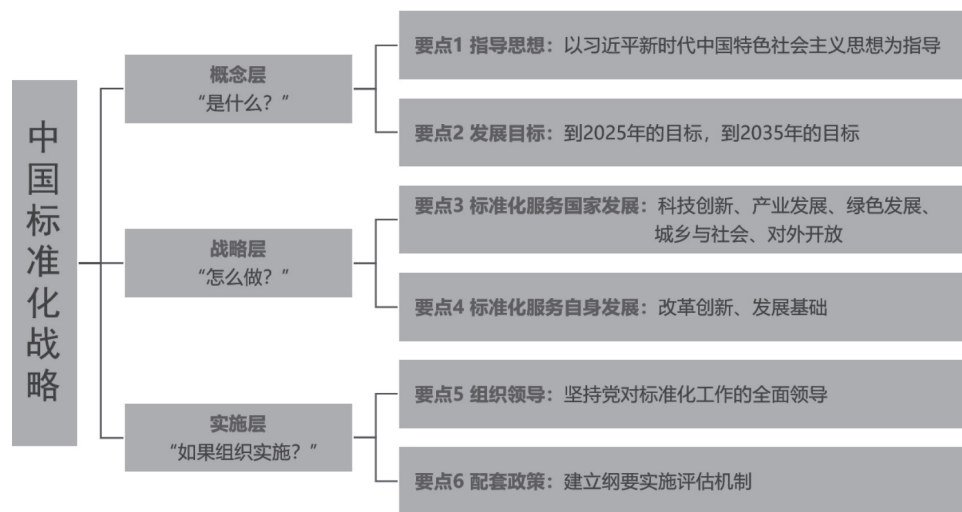 中国标准化战略
概念层
“是什么？”
要点1 指导思想：以习近平新时代中国特色社会主义思想为指导
要点2 发展目标：到2025年的目标，到2035年的目标
战略层
“怎么做？”
要点3 标准化服务国家发展：科技创新、产业发展、绿色发展、
城乡与社会、对外开放
要点4 标准化服务自身发展：改革创新、发展基础
实施层
“如果组织实施？”
要点5 组织领导：坚持党对标准化工作的全面领导
要点6 配套政策：建立纲要实施评估机制